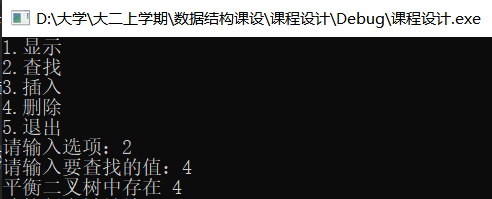 D:\大学\大二上学期\数据结构课设\课程设计\Debug\课程设计.exe
1.显示
2.查找
3.插入
4.删除
5.退出
请输入选项: 2
请输入要查找的值: 4
平衡二叉树中存在 4